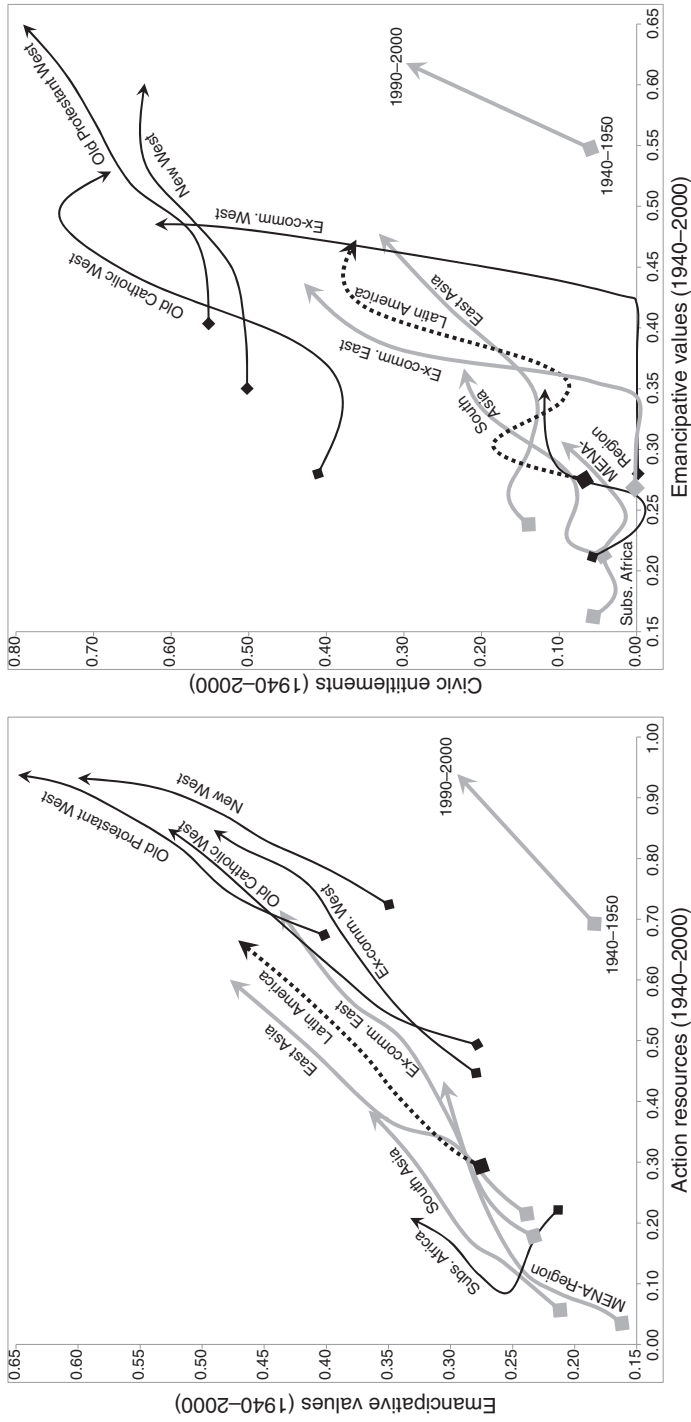 Emancipative values (1940–2000)
0.65
0.60
0.55
0.50
0.45
0.40
0.35
0.30
0.25
0.20
0.15
Old Protestant West
New West
Old Catholic West
Ex-comm. West
Ex-comm. East
Latin America
East Asia
South Asia
Subs. Africa
MENA-Region
1990–2000
1940–1950
0.00
0.10
0.20
0.30
0.40
0.50
0.60
0.70
0.80
0.90
1.00
Action resources (1940–2000)
Civic entitlements (1940–2000)
0.80
0.70
0.60
0.50
0.40
0.30
0.20
0.10
0.00
Old Protestant West
New West
Old Catholic West
Ex-comm. West
Latin America
East Asia
Ex-comm. East
South
Asia
MENA-
Region
Subs. Africa
1990–2000
1940–1950
0.15
0.20
0.25
0.30
0.35
0.40
0.45
0.50
0.55
0.60
0.65
Emancipative values (1940–2000)